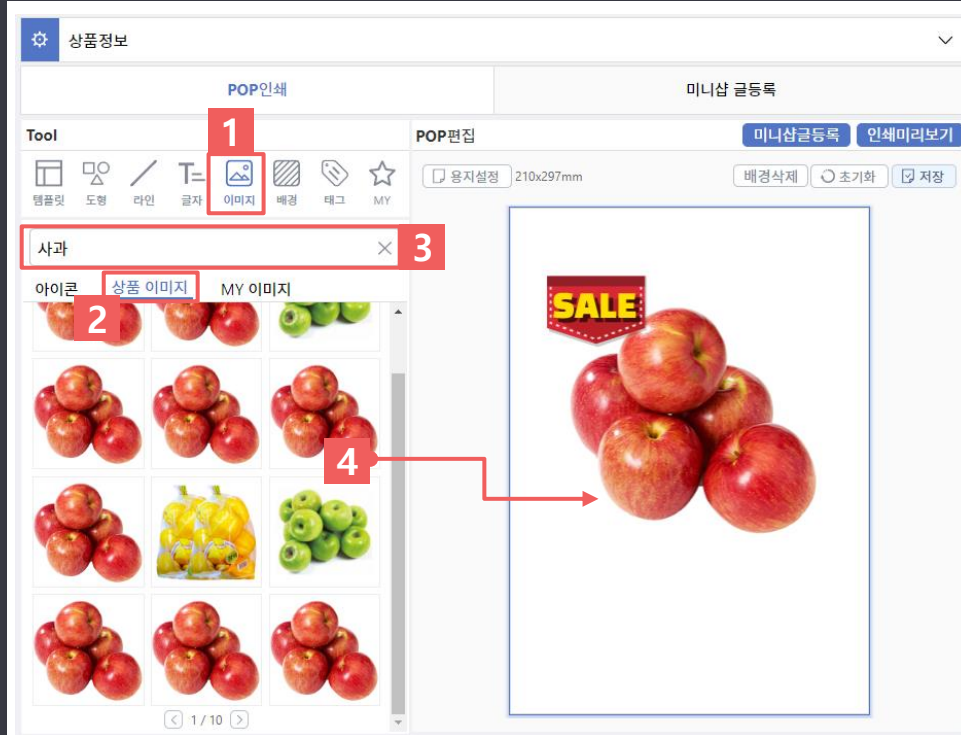 상품정보
POP인쇄
미니샵 글등록
1
Tool
POP편집
미니샵글등록
인쇄미리보기
템플릿
도형
라인
글자
이미지
배경
태그
MY
용지설정
210x297mm
배경삭제
초기화
저장
사과
3
아이콘
상품 이미지
MY 이미지
2
SALE
4
1 / 10